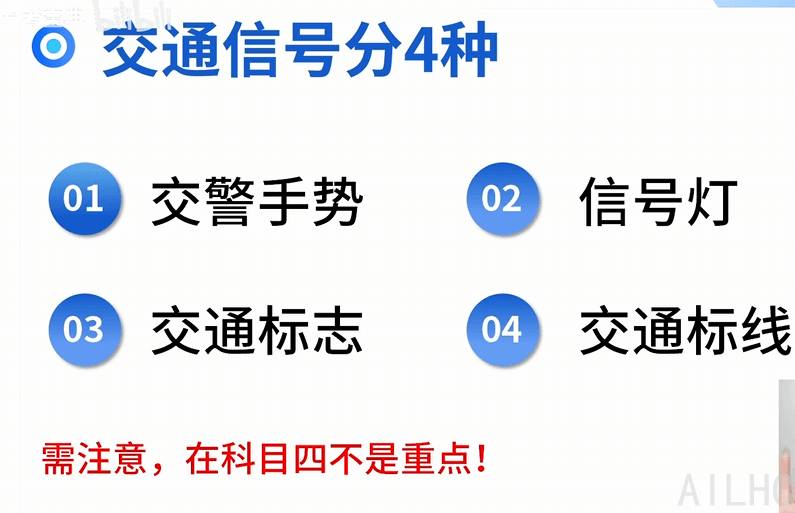 交通信号分4种
01 交警手势
02 信号灯
03 交通标志
04 交通标线
需注意，在科目四不是重点！